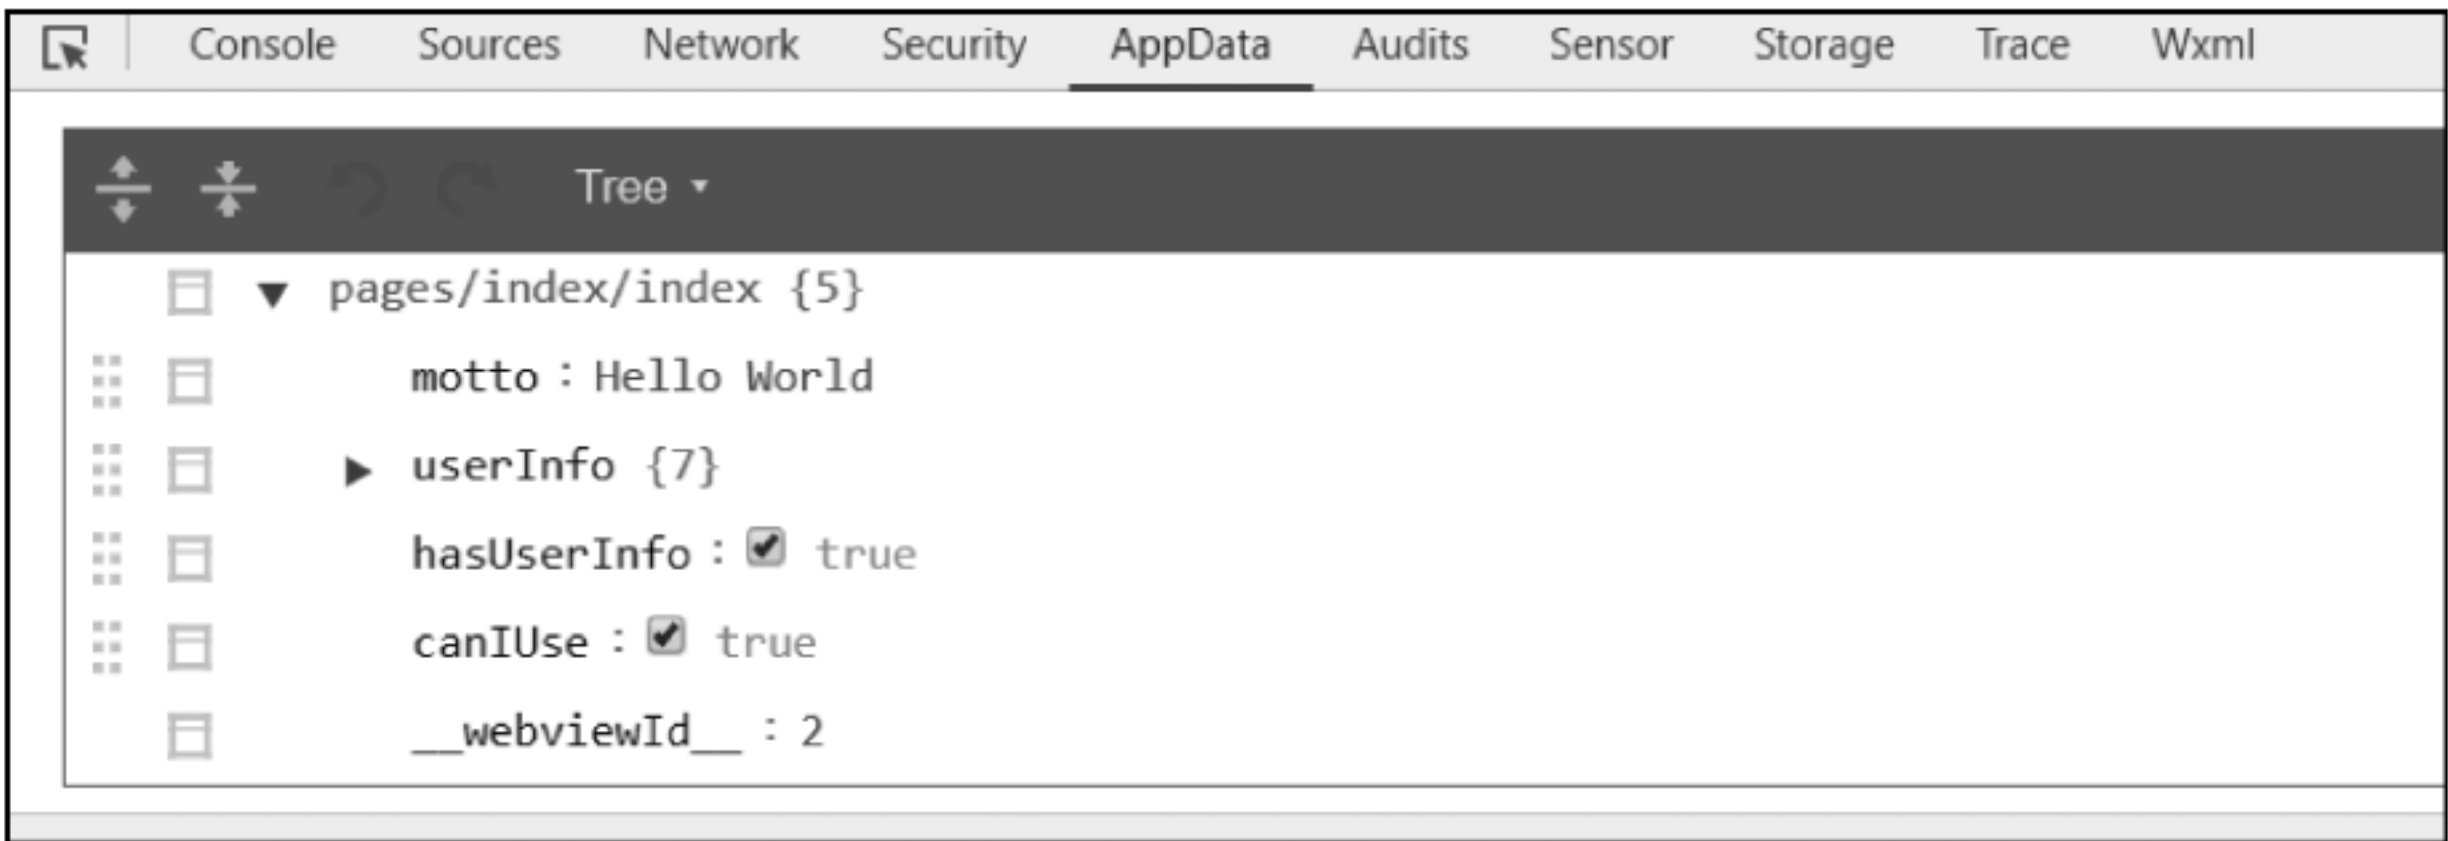 Console Sources Network Security AppData Audits Sensor Storage Trace Wxml
Tree
pages/index/index {5}
motto : Hello World
userInfo {7}
hasUserInfo : true
canIUse : true
__webviewId__ : 2